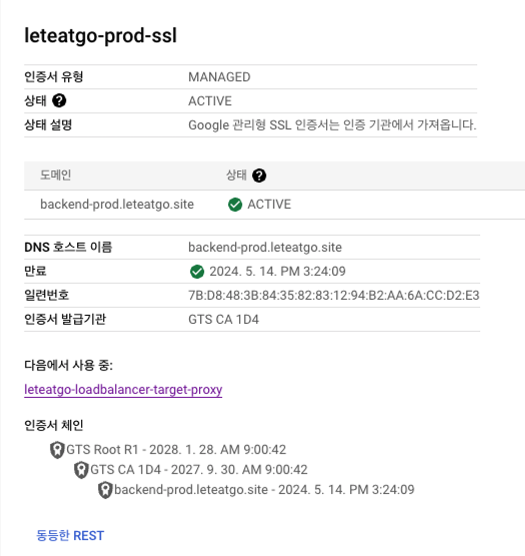 leteatgo-prod-ssl
인증서 유형 MANAGED
상태 ACTIVE
상태 설명 Google 관리형 SSL 인증서는 인증 기관에서 가져옵니다.
도메인 상태
backend-prod.leteatgo.site ACTIVE
DNS 호스트 이름 backend-prod.leteatgo.site
만료 2024. 5. 14. PM 3:24:09
일련번호 7B:D8:48:3B:84:35:82:83:12:94:B2:AA:6A:CC:D2:E3
인증서 발급기관 GTS CA 1D4
다음에서 사용 중:
leteatgo-loadbalancer-target-proxy
인증서 체인
GTS Root R1 - 2028. 1. 28. AM 9:00:42
GTS CA 1D4 - 2027. 9. 30. AM 9:00:42
backend-prod.leteatgo.site - 2024. 5. 14. PM 3:24:09
동등한 REST